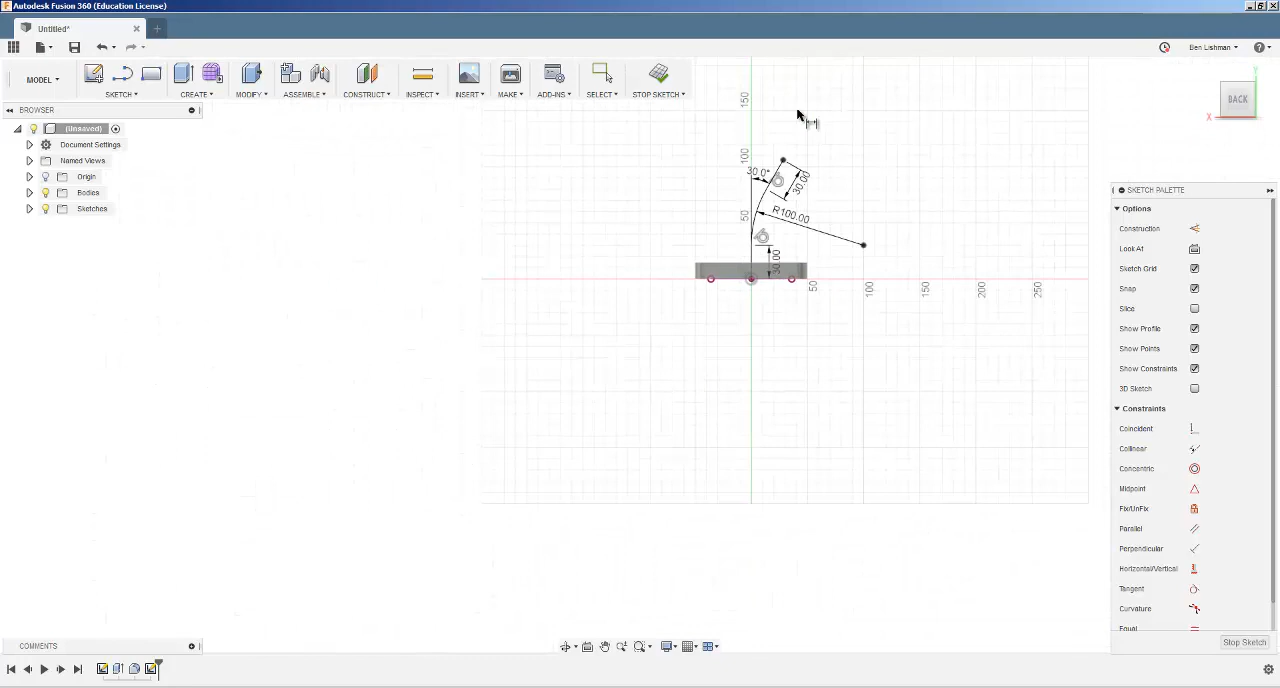 Autodesk Fusion 360 (Education License)
Untitled*
Ben Lishman
MODEL
SKETCH
CREATE
MODIFY
ASSEMBLE
CONSTRUCT
INSPECT
INSERT
MAKE
ADD-INS
SELECT
STOP SKETCH
BROWSER
(Unsaved)
Document Settings
Named Views
Origin
Bodies
Sketches
150
100
50
30.0°
30.00
R100.00
30.00
50
100
150
200
250
Y
BACK
X
SKETCH PALETTE
Options
Construction
Look At
Sketch Grid
Snap
Slice
Show Profile
Show Points
Show Constraints
3D Sketch
Constraints
Coincident
Collinear
Concentric
Midpoint
Fix/UnFix
Parallel
Perpendicular
Horizontal/Vertical
Tangent
Curvature
Equal
Stop Sketch
COMMENTS